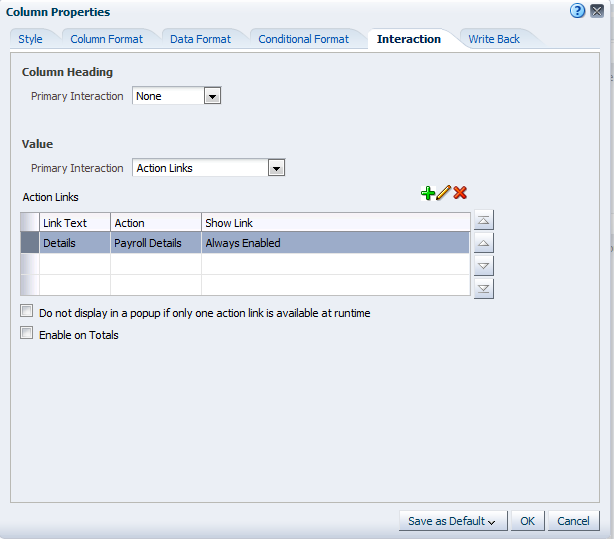 Column Properties
Style Column Format Data Format Conditional Format Interaction Write Back
Column Heading
Primary Interaction None
Value
Primary Interaction Action Links
Action Links
Link Text Action Show Link
Details Payroll Details Always Enabled
Do not display in a popup if only one action link is available at runtime
Enable on Totals
Save as Default OK Cancel